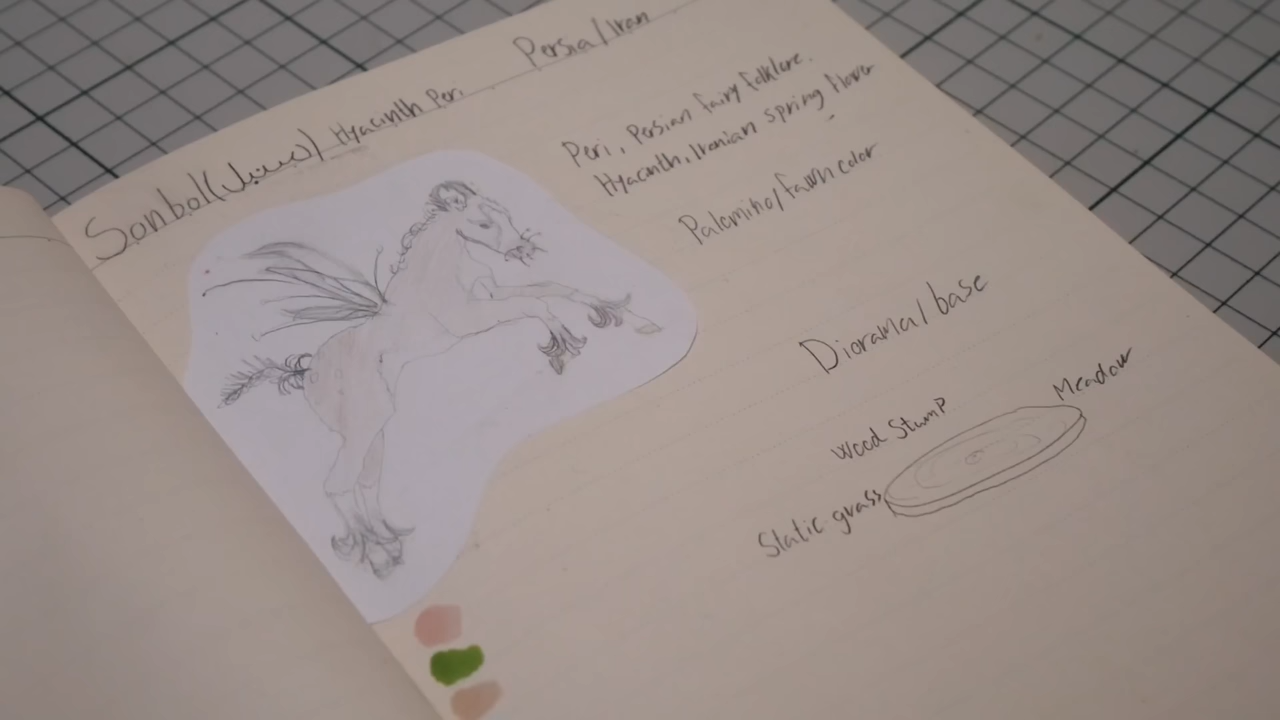 Persia/Iran
Sonbol(سنبل) Hyacinth Peri
Peri, Persian fairy folklore.
Hyacinth, Iranian spring flower
Palamino/fawn color
Diorama/base
Meadow
Wood Stump
Static grass